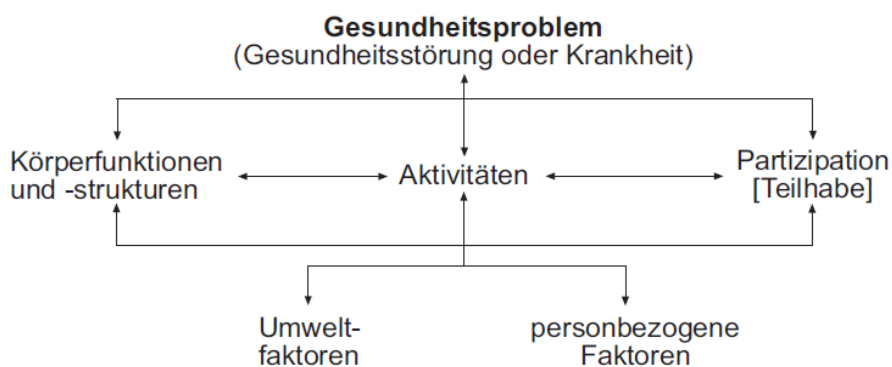 Gesundheitsproblem
(Gesundheitsstörung oder Krankheit)
Körperfunktionen
und -strukturen
Aktivitäten
Partizipation
[Teilhabe]
Umwelt-
faktoren
personbezogene
Faktoren